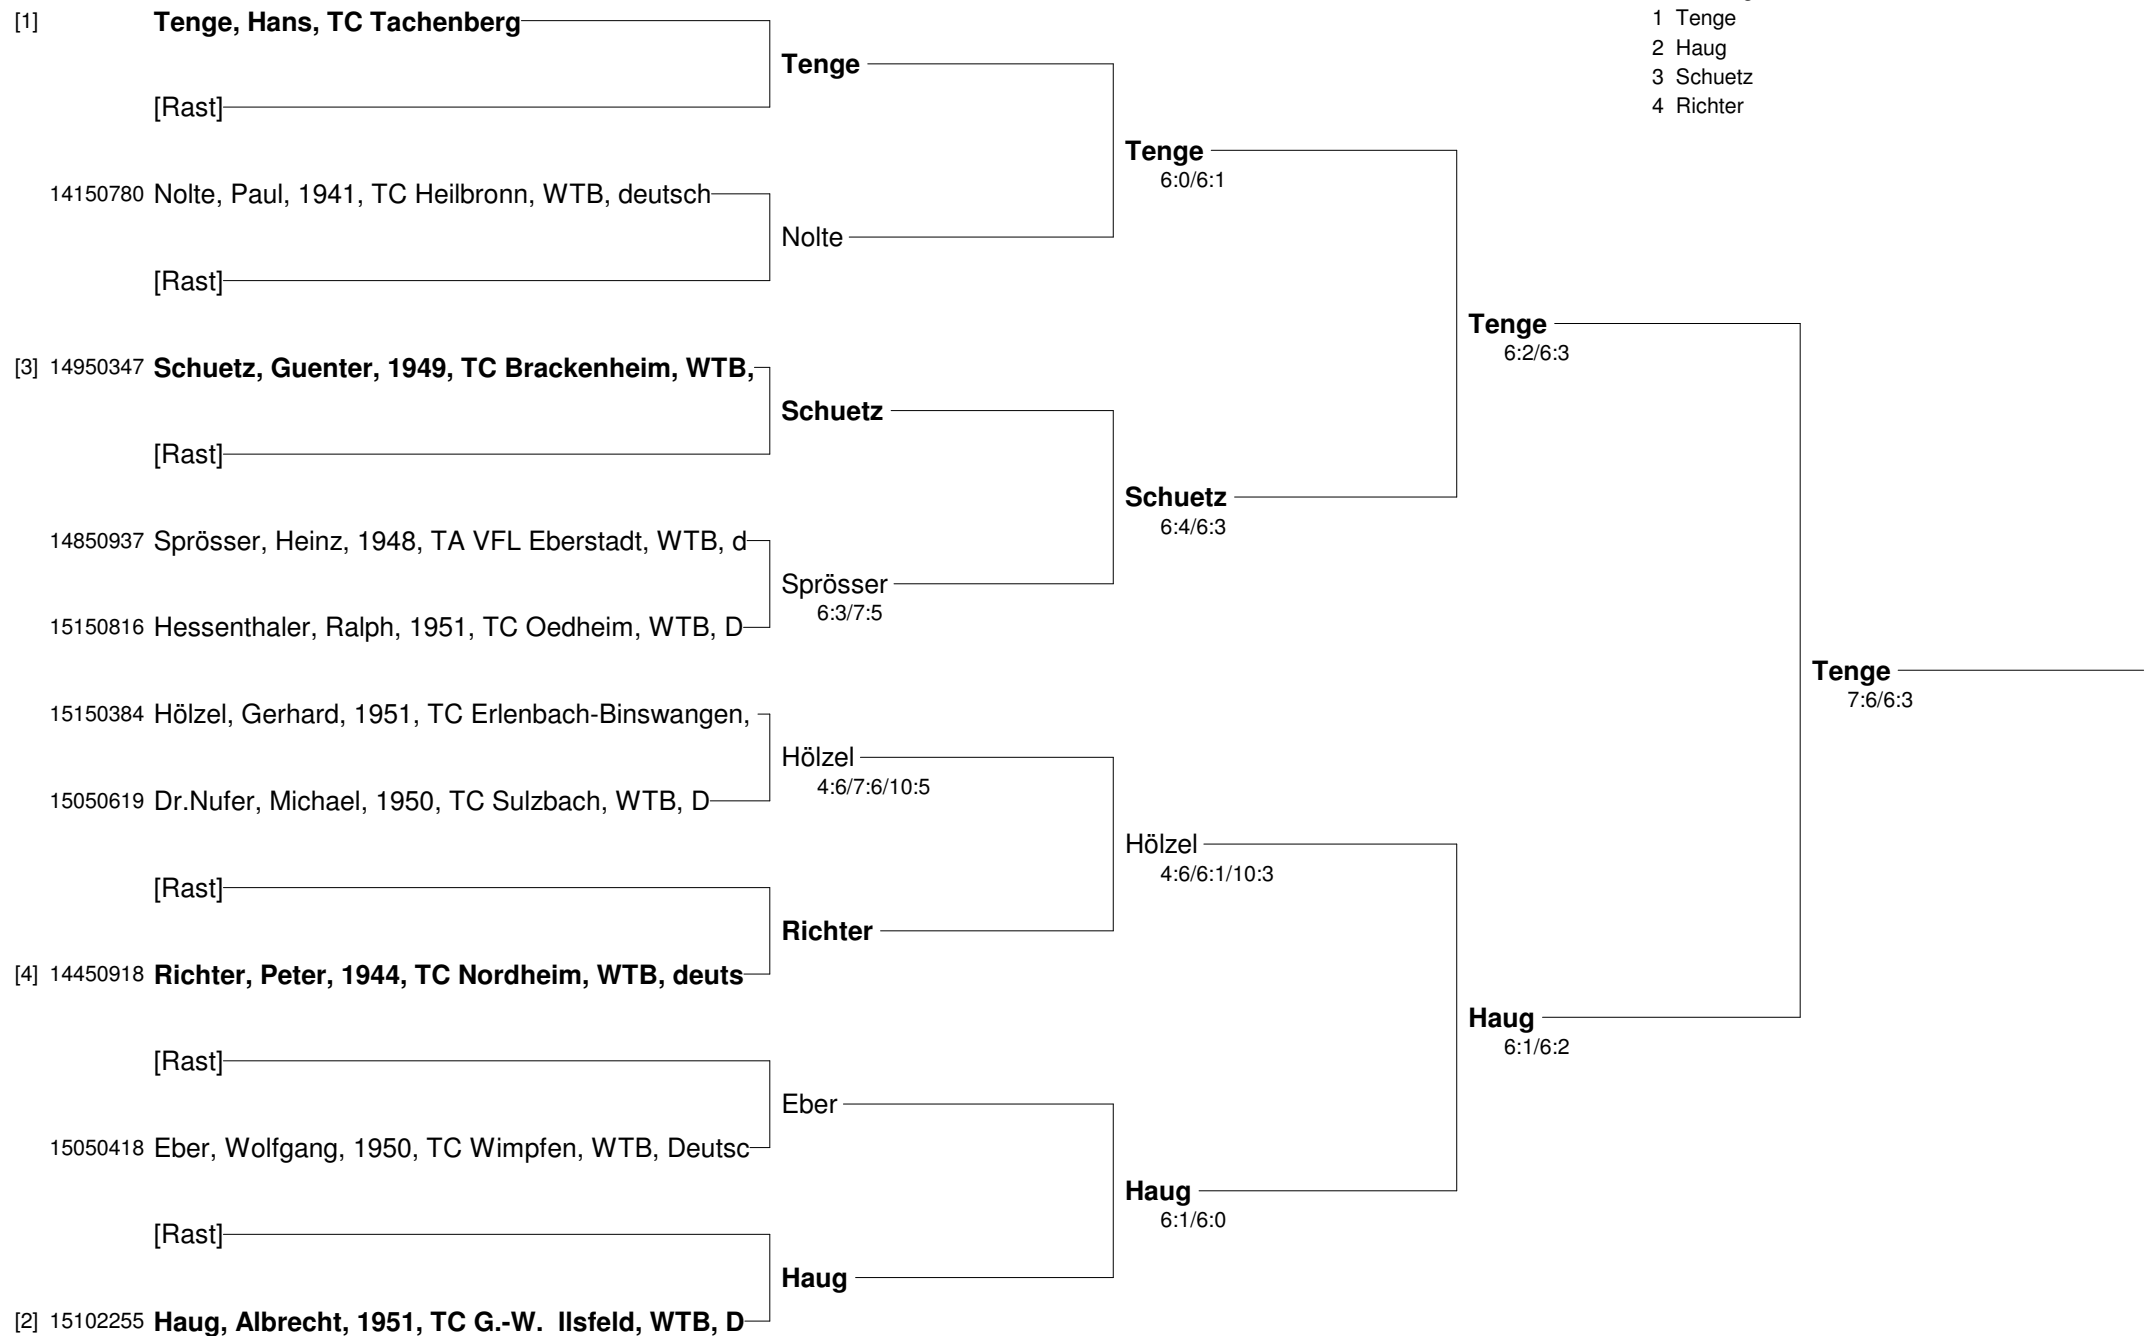 [1] Tenge, Hans, TC Tachenberg
[Rast]
14150780 Nolte, Paul, 1941, TC Heilbronn, WTB, deutsch
[Rast]
[3] 14950347 Schuetz, Guenter, 1949, TC Brackenheim, WTB,
[Rast]
14850937 Sprösser, Heinz, 1948, TA VFL Eberstadt, WTB, d
15150816 Hessenthaler, Ralph, 1951, TC Oedheim, WTB, D
15150384 Hölzel, Gerhard, 1951, TC Erlenbach-Binswangen,
15050619 Dr.Nufer, Michael, 1950, TC Sulzbach, WTB, D
[Rast]
[4] 14450918 Richter, Peter, 1944, TC Nordheim, WTB, deuts
[Rast]
15050418 Eber, Wolfgang, 1950, TC Wimpfen, WTB, Deutsc
[Rast]
[2] 15102255 Haug, Albrecht, 1951, TC G.-W. Ilsfeld, WTB, D
Tenge
Nolte
Schuetz
Sprösser
6:3/7:5
Hölzel
4:6/7:6/10:5
Richter
Eber
Haug
Tenge
6:0/6:1
Schuetz
6:4/6:3
Hölzel
4:6/6:1/10:3
Haug
6:1/6:0
Tenge
6:2/6:3
Haug
6:1/6:2
Tenge
7:6/6:3
1 Tenge
2 Haug
3 Schuetz
4 Richter